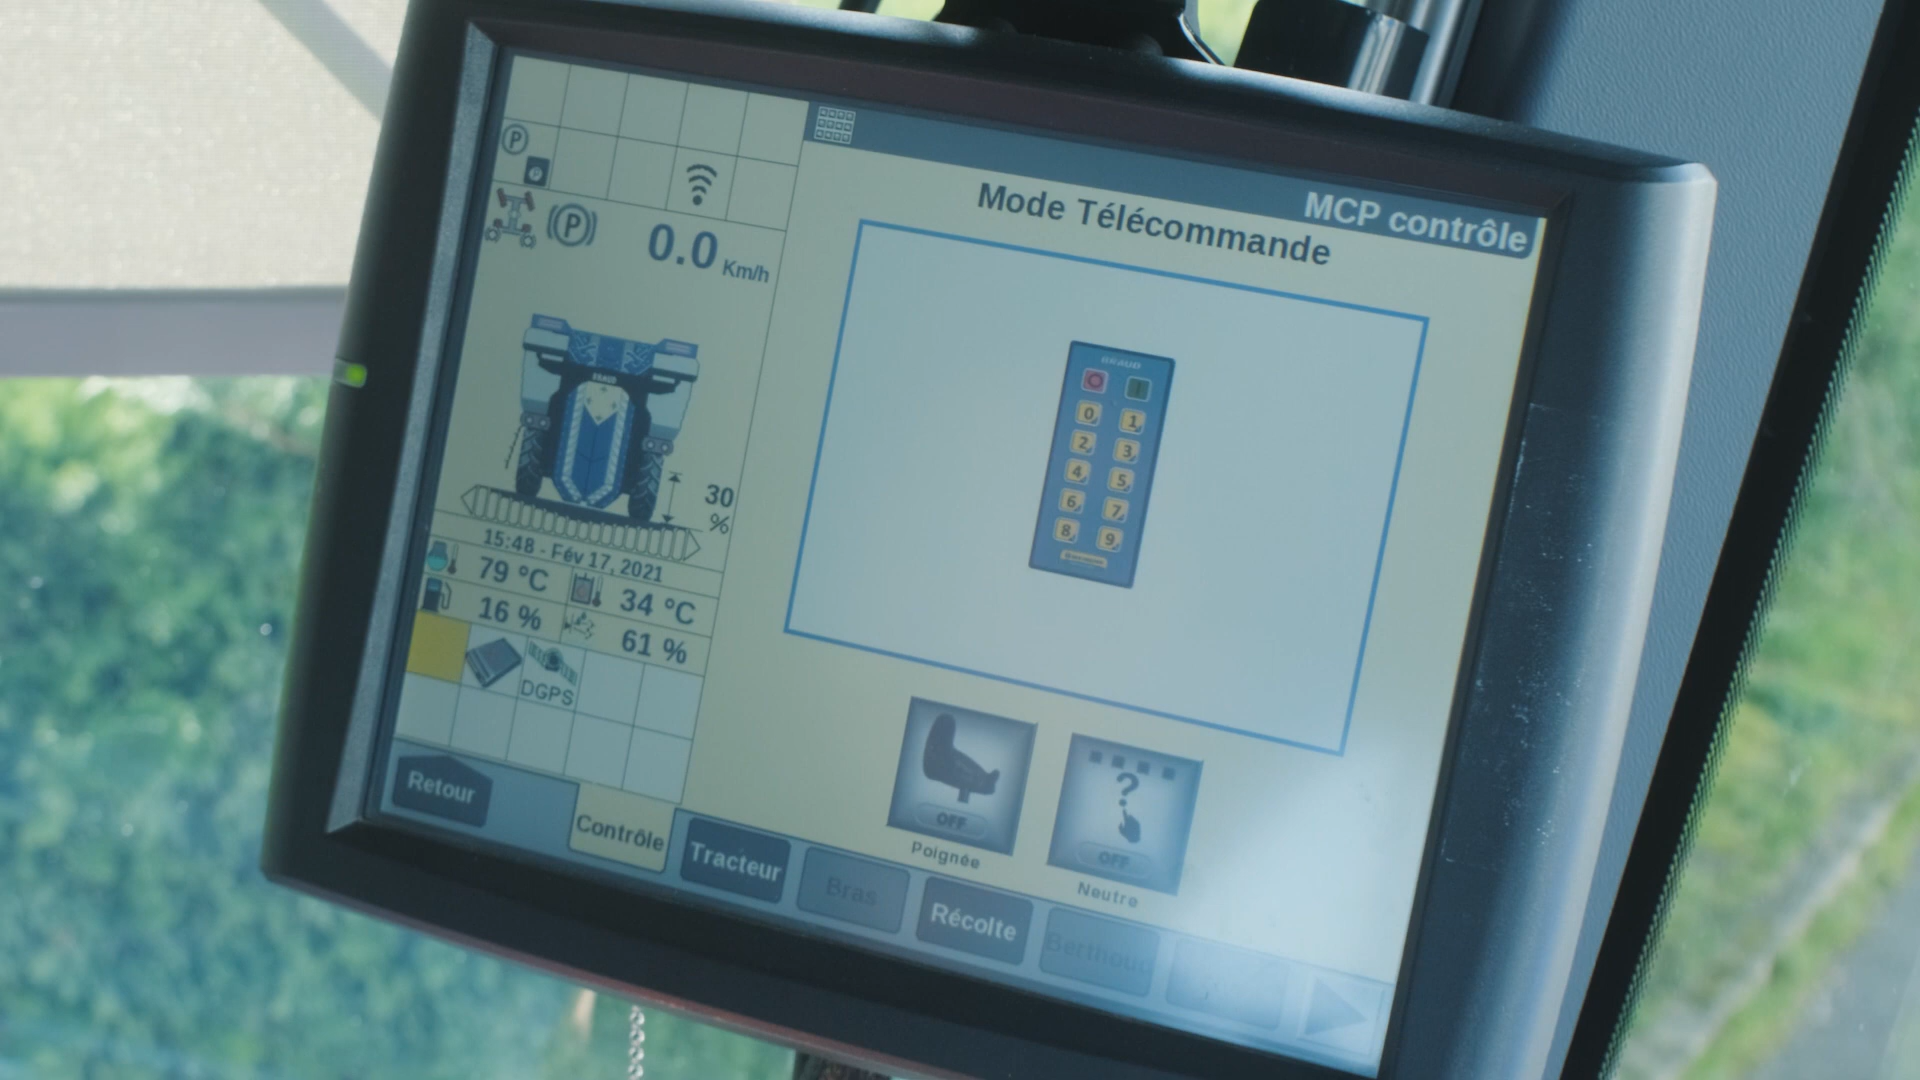 MCP contrôle
Mode Télécommande
P
P
P
0.0 Km/h
BRAUD
30
%
15:48 - Fév 17, 2021
79 °C
34 °C
16 %
61 %
DGPS
BRAUD
0 1
2 3
4 5
6 7
8 9
?
OFF
OFF
Poignée
Neutre
Retour
Contrôle
Tracteur
Bras
Récolte
Berthoud